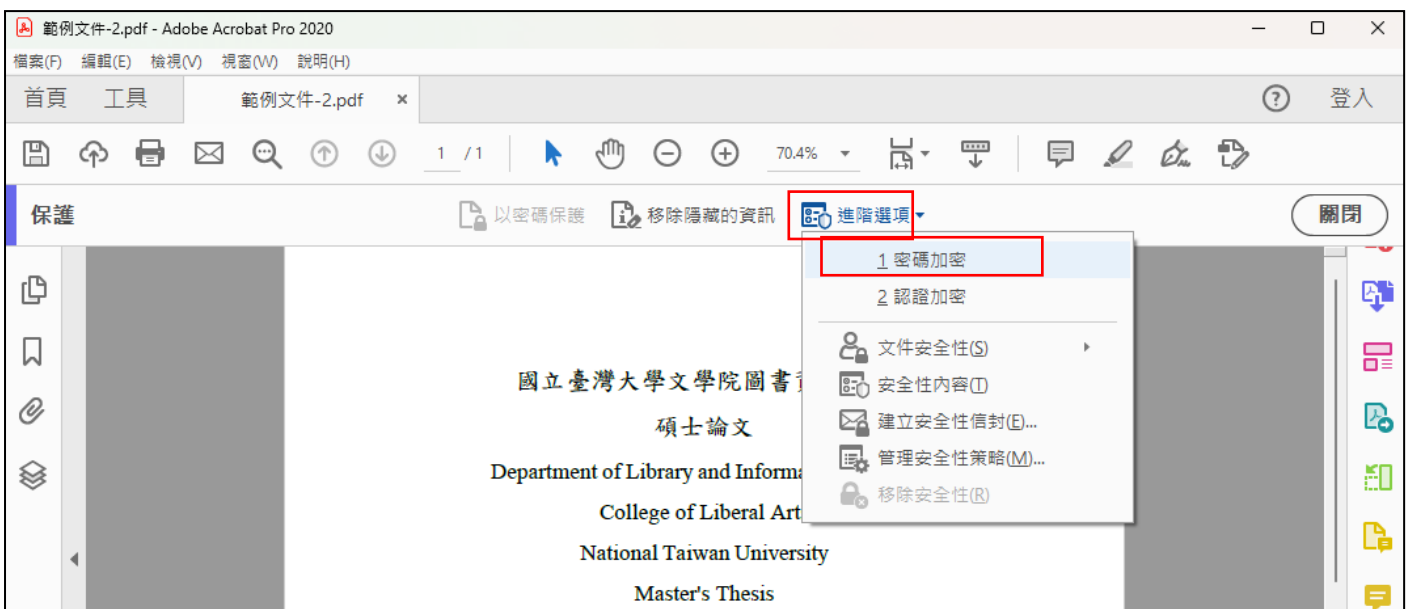 範例文件-2.pdf - Adobe Acrobat Pro 2020
檔案(F) 編輯(E) 檢視(V) 視窗(W) 說明(H)
首頁 工具 範例文件-2.pdf × ? 登入
1 / 1 70.4%
保護 以密碼保護 移除隱藏的資訊 進階選項 關閉
1 密碼加密
2 認證加密
文件安全性(S)
安全性內容(T)
建立安全性信封(E)...
管理安全性策略(M)...
移除安全性(R)
國立臺灣大學文學院圖書
碩士論文
Department of Library and Informa
College of Liberal Art
National Taiwan University
Master's Thesis